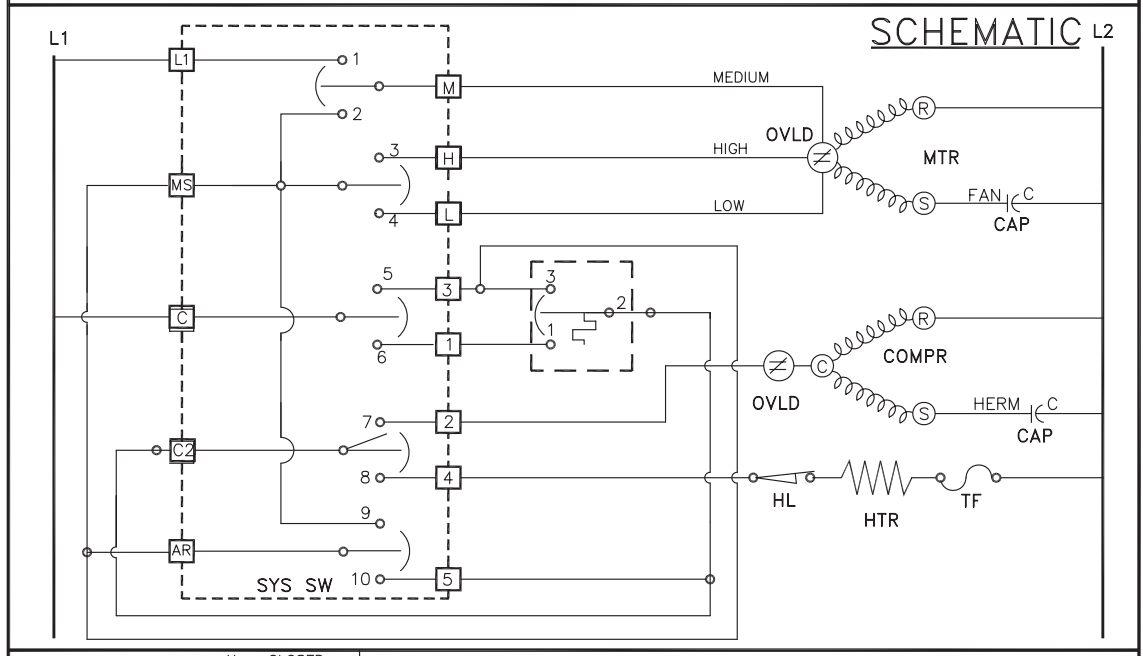 SCHEMATIC
L1
L2
L1
1
M
MEDIUM
2
R
OVLD
MTR
3
H
HIGH
MS
4
L
LOW
S
FAN
C
CAP
5
3
3
2
C
1
1
6
R
COMPR
C
OVLD
S
HERM
C
CAP
7
2
C2
8
4
HL
HTR
TF
9
AR
10
5
SYS SW